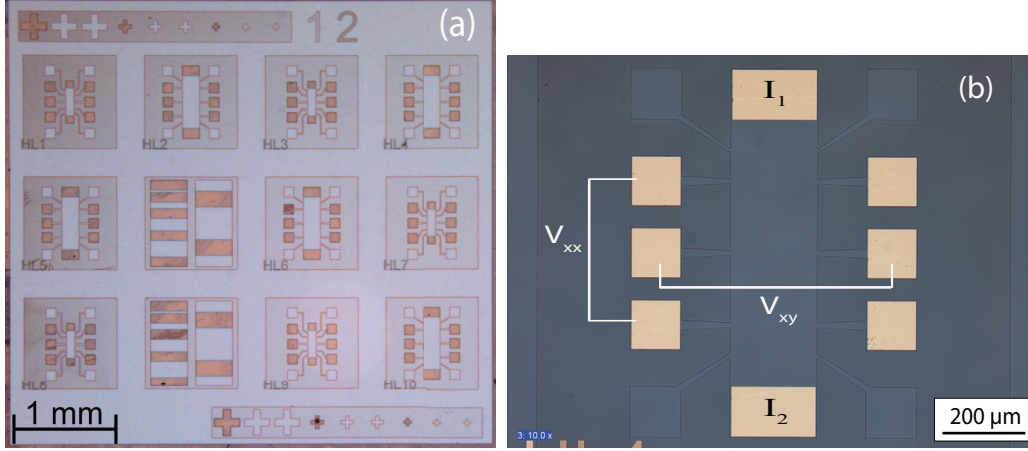 12
(a)
HL1
HL2
HL3
HL4
HL5
HL6
HL7
HL8
HL9
HL10
1 mm
(b)
I₁
Vxx
Vxy
I₂
200 µm
3: 10.0 x